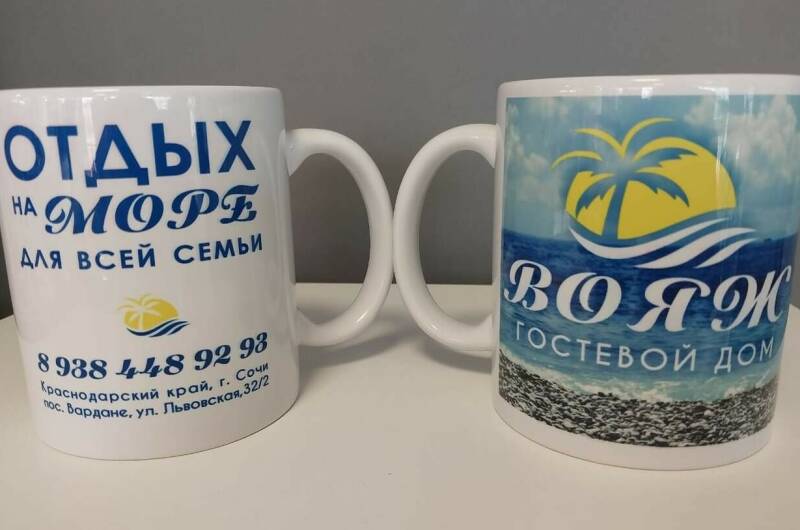 ОТДЫХ
НА МОРЕ
ДЛЯ ВСЕЙ СЕМЬИ
8 938 448 92 93
Краснодарский край, г. Сочи
пос. Вардане, ул. Львовская,32/2
ВОЯЖ
ГОСТЕВОЙ ДОМ